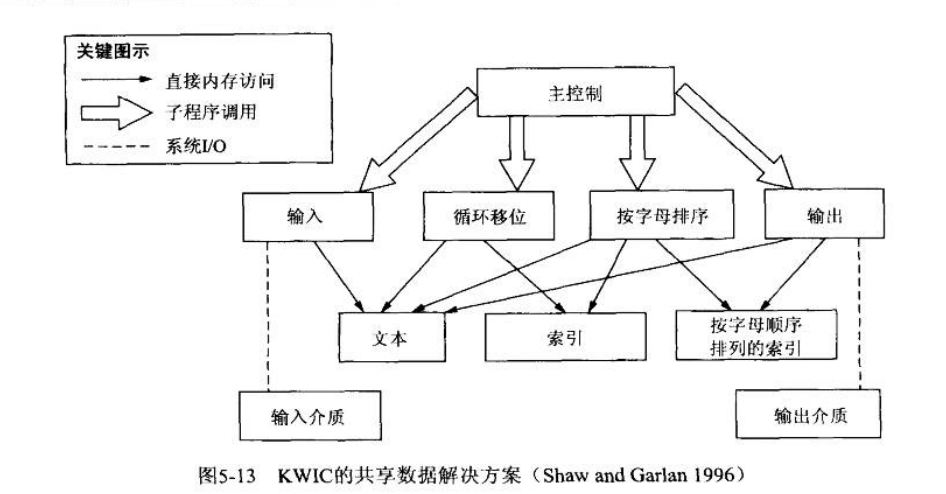 关键图示
直接内存访问
子程序调用
系统I/O
主控制
输入
循环移位
按字母排序
输出
文本
索引
按字母顺序
排列的索引
输入介质
输出介质
图5-13 KWIC的共享数据解决方案（Shaw and Garlan 1996）